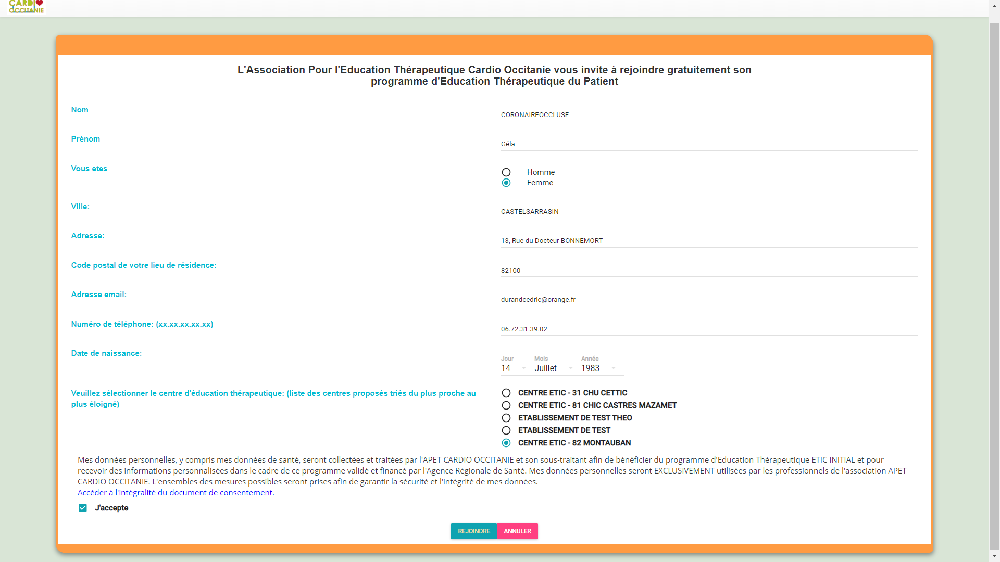 CARDIO
OCCITANIE
L'Association Pour l'Education Thérapeutique Cardio Occitanie vous invite à rejoindre gratuitement son
programme d'Education Thérapeutique du Patient
Nom
CORONAIREOCCLUSE
Prénom
Géla
Vous etes
Homme
Femme
Ville:
CASTELSARRASIN
Adresse:
13, Rue du Docteur BONNEMORT
Code postal de votre lieu de résidence:
82100
Adresse email:
durandcedric@orange.fr
Numéro de téléphone: (xx.xx.xx.xx.xx)
06.72.31.39.02
Date de naissance:
Jour Mois Année
14 Juillet 1983
Veuillez sélectionner le centre d'éducation thérapeutique: (liste des centres proposés triés du plus proche au
plus éloigné)
CENTRE ETIC - 31 CHU CETTIC
CENTRE ETIC - 81 CHIC CASTRES MAZAMET
ETABLISSEMENT DE TEST THEO
ETABLISSEMENT DE TEST
CENTRE ETIC - 82 MONTAUBAN
Mes données personnelles, y compris mes données de santé, seront collectées et traitées par l'APET CARDIO OCCITANIE et son sous-traitant afin de bénéficier du programme d'Education Thérapeutique ETIC INITIAL et pour
recevoir des informations personnalisées dans le cadre de ce programme validé et financé par l'Agence Régionale de Santé. Mes données personnelles seront EXCLUSIVEMENT utilisées par les professionnels de l'association APET
CARDIO OCCITANIE. L'ensembles des mesures possibles seront prises afin de garantir la sécurité et l'intégrité de mes données.
Accéder à l'intégralité du document de consentement.
J'accepte
REJOINDRE ANNULER